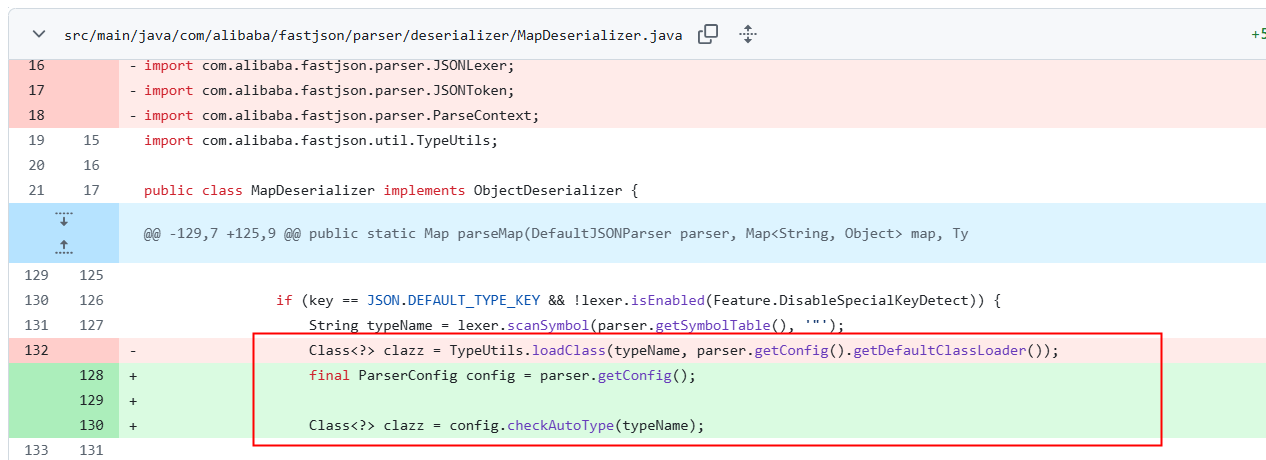 src/main/java/com/alibaba/fastjson/parser/deserializer/MapDeserializer.java +5
16 - import com.alibaba.fastjson.parser.JSONLexer;
17 - import com.alibaba.fastjson.parser.JSONToken;
18 - import com.alibaba.fastjson.parser.ParseContext;
19 15 import com.alibaba.fastjson.util.TypeUtils;
20 16
21 17 public class MapDeserializer implements ObjectDeserializer {
@@ -129,7 +125,9 @@ public static Map parseMap(DefaultJSONParser parser, Map<String, Object> map, Ty
129 125
130 126 if (key == JSON.DEFAULT_TYPE_KEY && !lexer.isEnabled(Feature.DisableSpecialKeyDetect)) {
131 127 String typeName = lexer.scanSymbol(parser.getSymbolTable(), '"');
132 - Class<?> clazz = TypeUtils.loadClass(typeName, parser.getConfig().getDefaultClassLoader());
128 + final ParserConfig config = parser.getConfig();
129 +
130 + Class<?> clazz = config.checkAutoType(typeName);
133 131